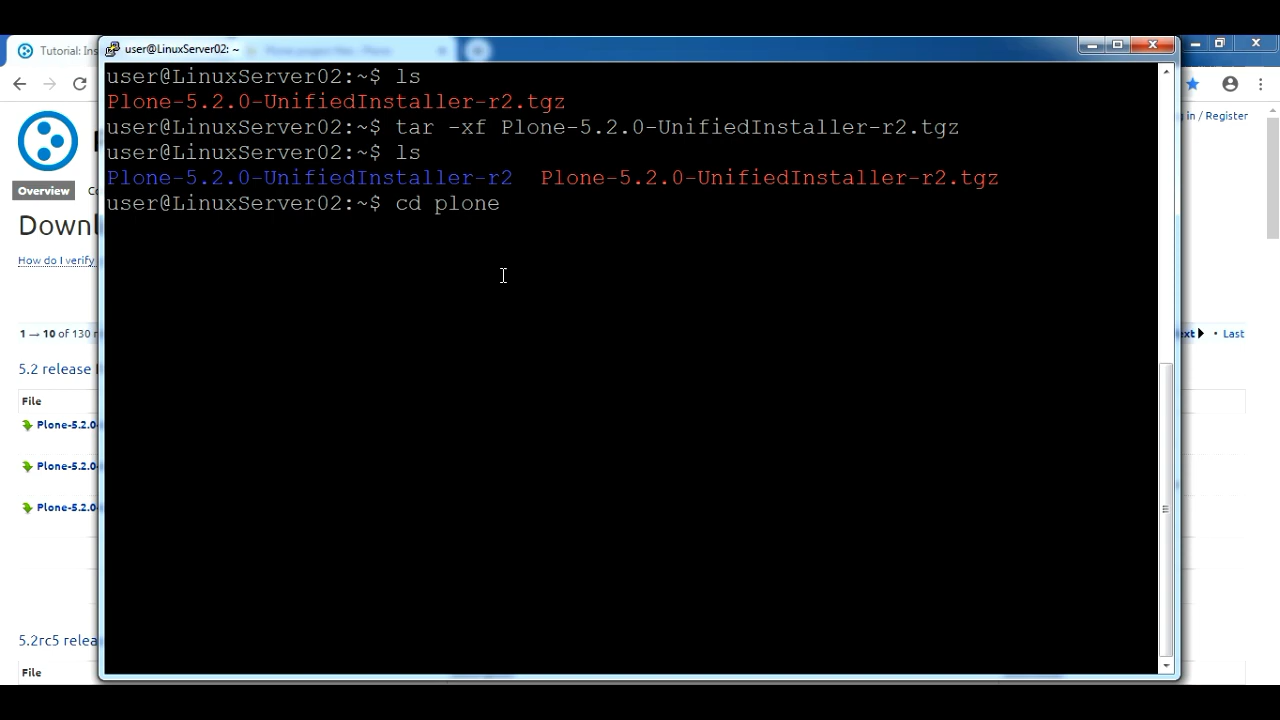 user@LinuxServer02: ~
Tutorial: Ins
user@LinuxServer02:~$ ls
Plone-5.2.0-UnifiedInstaller-r2.tgz
user@LinuxServer02:~$ tar -xf Plone-5.2.0-UnifiedInstaller-r2.tgz
user@LinuxServer02:~$ ls
Plone-5.2.0-UnifiedInstaller-r2 Plone-5.2.0-UnifiedInstaller-r2.tgz
user@LinuxServer02:~$ cd plone
in / Register
Overview
Co
Downl
How do I verify
1 → 10 of 130
ext • Last
5.2 release
File
Plone-5.2.0-
Plone-5.2.0-
Plone-5.2.0-
5.2rc5 relea
File